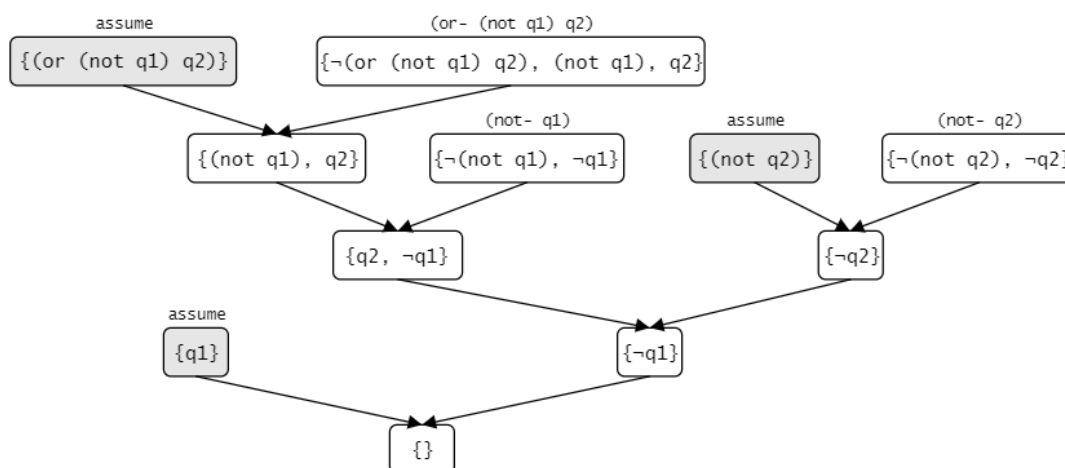 assume
(or- (not q1) q2)
{(or (not q1) q2)}
{¬(or (not q1) q2), (not q1), q2}
(not- q1)
assume
(not- q2)
{(not q1), q2}
{¬(not q1), ¬q1}
{(not q2)}
{¬(not q2), ¬q2}
{q2, ¬q1}
{¬q2}
assume
{q1}
{¬q1}
{}